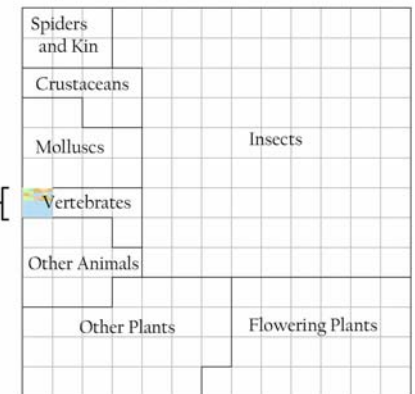 Spiders
and Kin
Crustaceans
Insects
Molluscs
Vertebrates
Other Animals
Other Plants
Flowering Plants